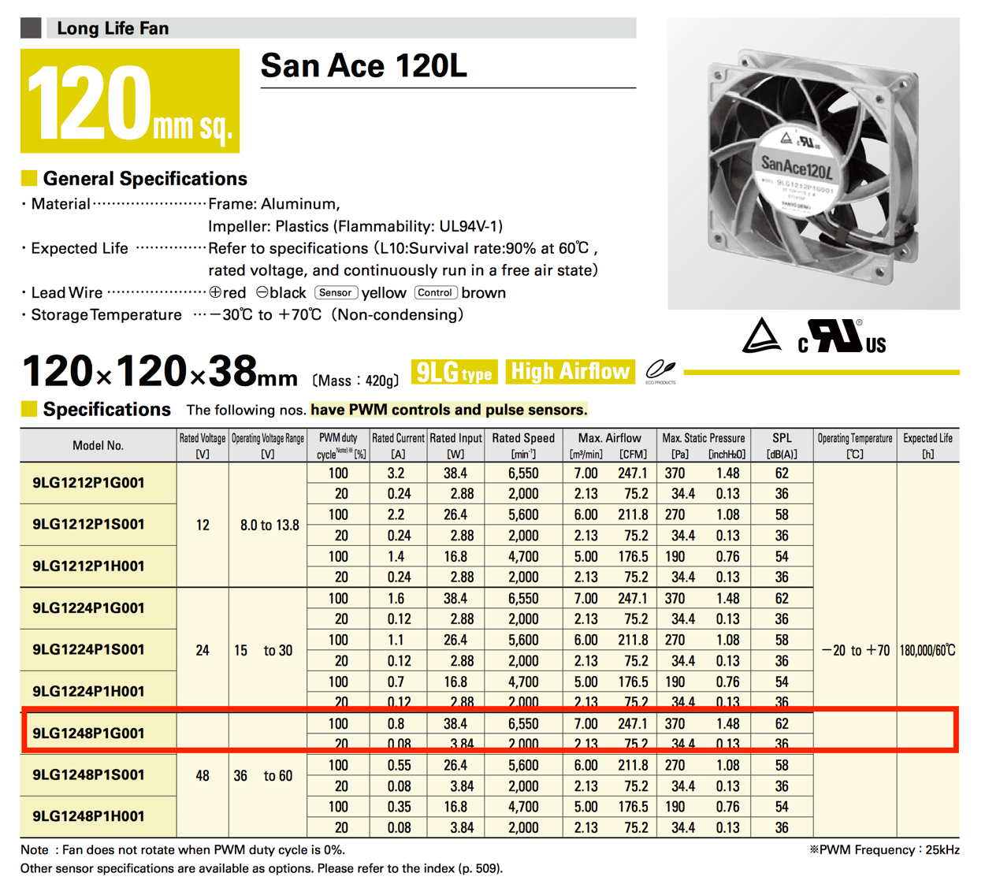 Long Life Fan
120mm sq.
San Ace 120L
General Specifications
· Material ······················ Frame: Aluminum,
Impeller: Plastics (Flammability: UL94V-1)
· Expected Life ··············· Refer to specifications (L10:Survival rate:90% at 60℃ ,
rated voltage, and continuously run in a free air state)
· Lead Wire ····················· ⊕red ⊖black Sensor yellow Control brown
· Storage Temperature ··· −30℃ to +70℃ (Non-condensing)
San Ace120L
9LG1212P1G001
SANYO DENKI
c RU US
c RU ® US
120×120×38mm (Mass : 420g) 9LG type High Airflow ECO PRODUCTS
Specifications The following nos. have PWM controls and pulse sensors.
Model No. Rated Voltage [V] Operating Voltage Range [V] PWM duty cycle Note)※ [%] Rated Current [A] Rated Input [W] Rated Speed [min-1] Max. Airflow [m³/min] [CFM] Max. Static Pressure [Pa] [inchH2O] SPL [dB(A)] Operating Temperature [℃] Expected Life [h]
9LG1212P1G001 100 3.2 38.4 6,550 7.00 247.1 370 1.48 62
20 0.24 2.88 2,000 2.13 75.2 34.4 0.13 36
9LG1212P1S001 12 8.0 to 13.8 100 2.2 26.4 5,600 6.00 211.8 270 1.08 58
20 0.24 2.88 2,000 2.13 75.2 34.4 0.13 36
9LG1212P1H001 100 1.4 16.8 4,700 5.00 176.5 190 0.76 54
20 0.24 2.88 2,000 2.13 75.2 34.4 0.13 36
9LG1224P1G001 100 1.6 38.4 6,550 7.00 247.1 370 1.48 62
20 0.12 2.88 2,000 2.13 75.2 34.4 0.13 36
9LG1224P1S001 24 15 to 30 100 1.1 26.4 5,600 6.00 211.8 270 1.08 58 −20 to +70 180,000/60℃
20 0.12 2.88 2,000 2.13 75.2 34.4 0.13 36
9LG1224P1H001 100 0.7 16.8 4,700 5.00 176.5 190 0.76 54
20 0.12 2.88 2,000 2.13 75.2 34.4 0.13 36
9LG1248P1G001 100 0.8 38.4 6,550 7.00 247.1 370 1.48 62
20 0.08 3.84 2,000 2.13 75.2 34.4 0.13 36
9LG1248P1S001 48 36 to 60 100 0.55 26.4 5,600 6.00 211.8 270 1.08 58
20 0.08 3.84 2,000 2.13 75.2 34.4 0.13 36
9LG1248P1H001 100 0.35 16.8 4,700 5.00 176.5 190 0.76 54
20 0.08 3.84 2,000 2.13 75.2 34.4 0.13 36
Note : Fan does not rotate when PWM duty cycle is 0%. ※PWM Frequency : 25kHz
Other sensor specifications are available as options. Please refer to the index (p. 509).